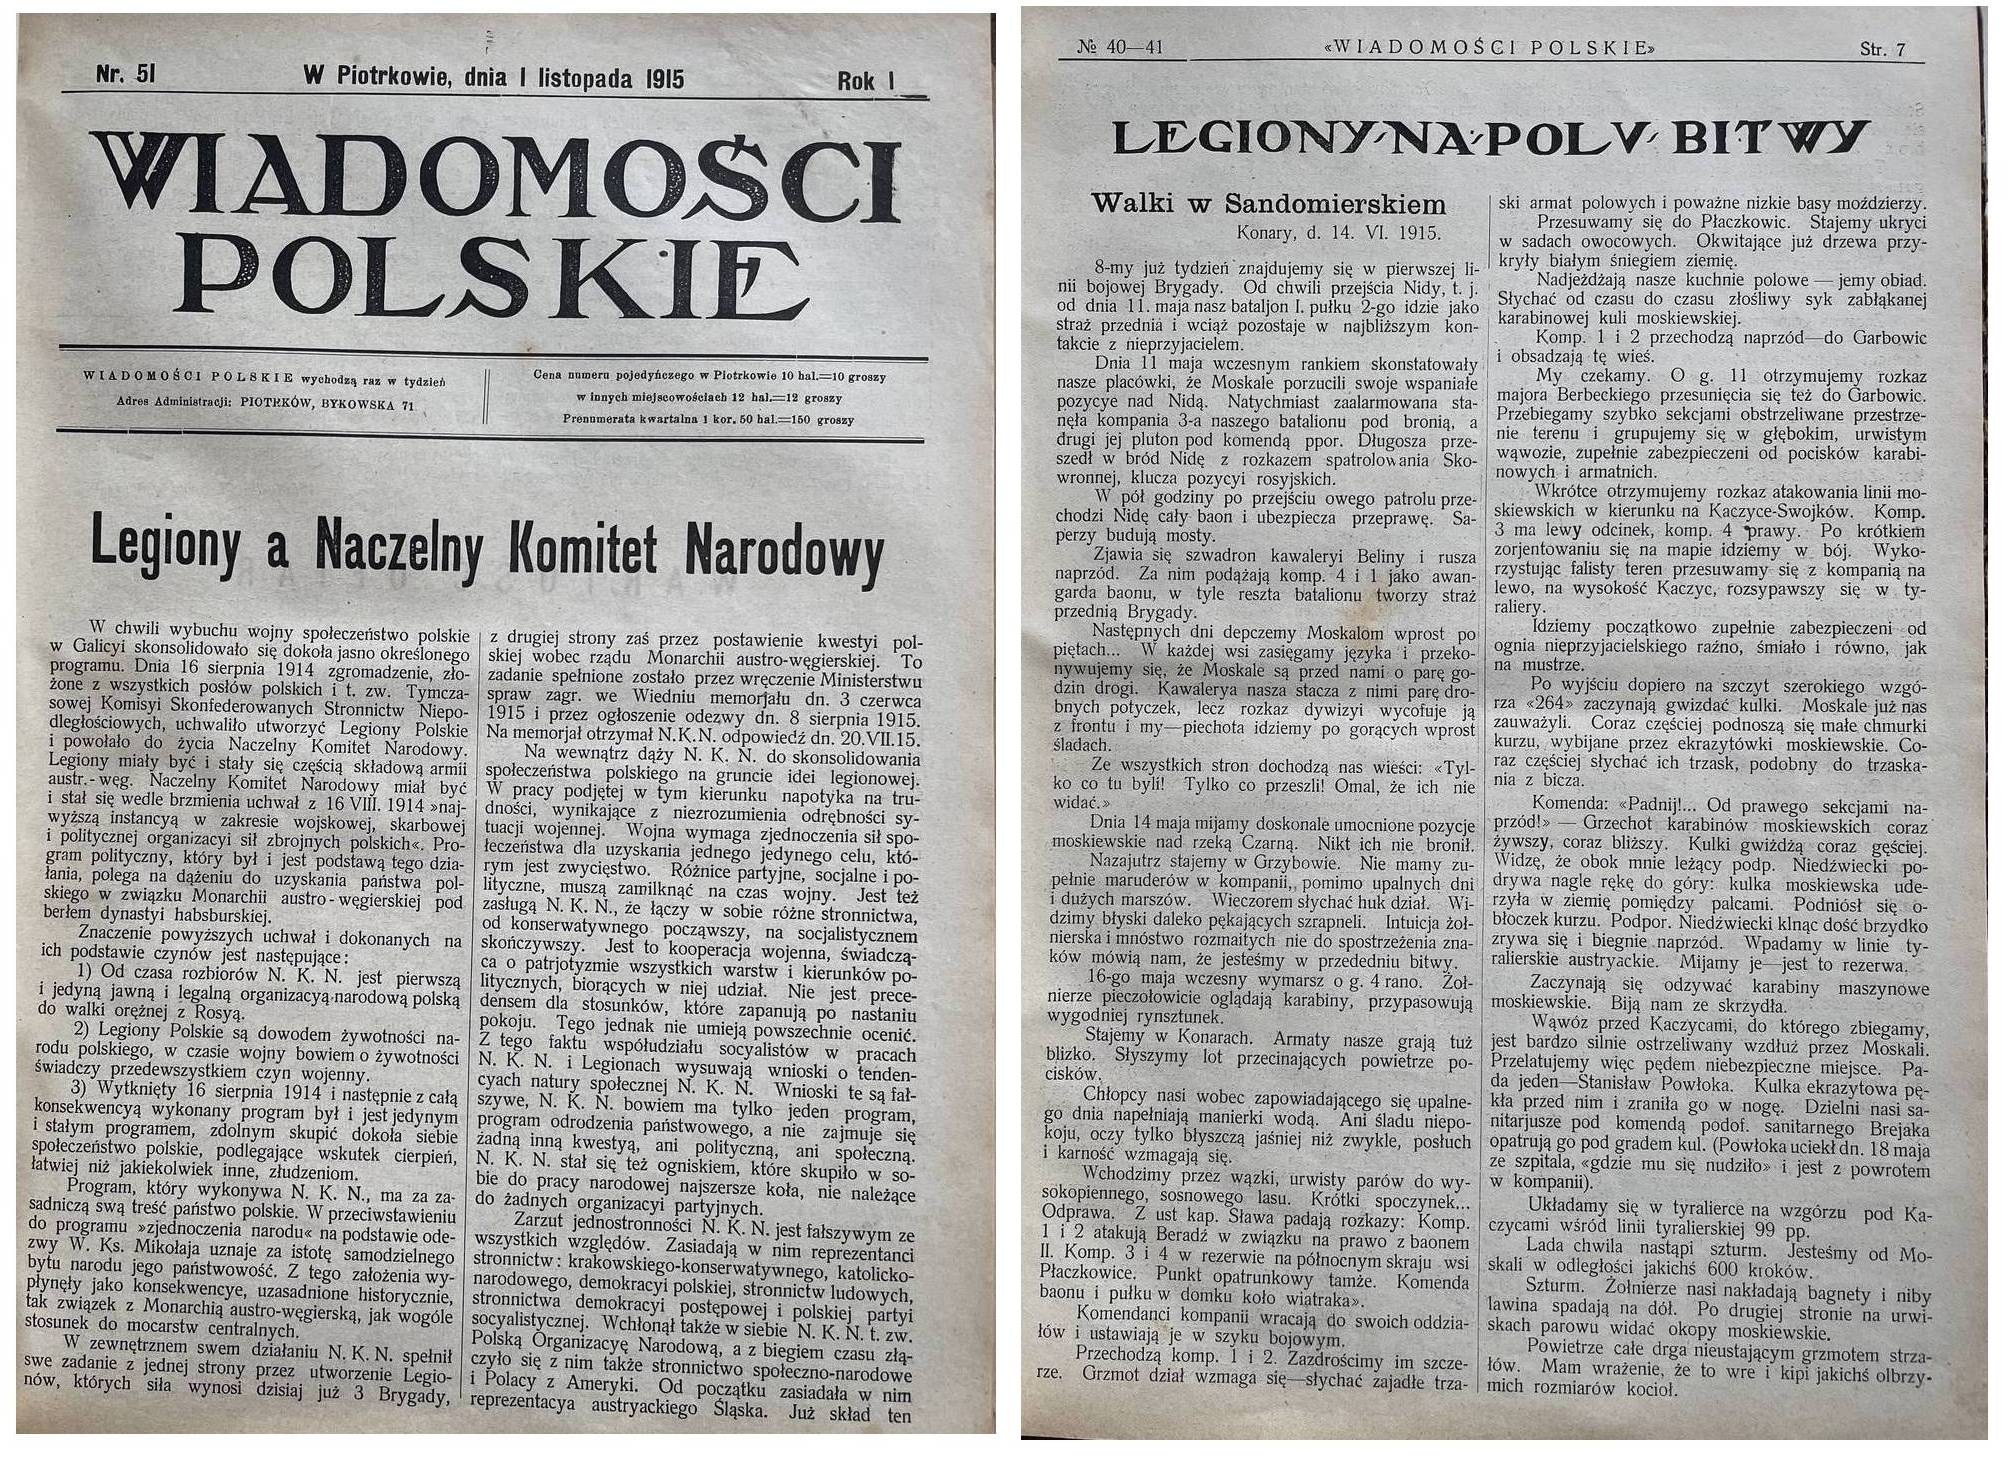 Nr. 51
W Piotrkowie, dnia 1 listopada 1915
Rok I
WIADOMOŚCI
POLSKIE
WIADOMOŚCI POLSKIE wychodzą raz w tydzień
Adres Administracji: PIOTRKÓW, BYKOWSKA 71
Cena numeru pojedyńczego w Piotrkowie 10 hal.=10 groszy
w innych miejscowościach 12 hal.=12 groszy
Prenumerata kwartalna 1 kor. 50 hal.=150 groszy
Legiony a Naczelny Komitet Narodowy
W chwili wybuchu wojny społeczeństwo polskie
w Galicyi skonsolidowało się dokoła jasno określonego
programu. Dnia 16 sierpnia 1914 zgromadzenie, zło-
żone z wszystkich posłów polskich i t. zw. Tymcza-
sowej Komisyi Skonfederowanych Stronnictw Niepo-
dległościowych, uchwaliło utworzyć Legiony Polskie
i powołało do życia Naczelny Komitet Narodowy.
Legiony miały być i stały się częścią składową armii
austr.-węg. Naczelny Komitet Narodowy miał być
i stał się wedle brzmienia uchwał z 16 VIII. 1914 »naj-
wyższą instancyą w zakresie wojskowej, skarbowej
i politycznej organizacyi sił zbrojnych polskich«. Pro-
gram polityczny, który był i jest podstawą tego dzia-
łania, polega na dążeniu do uzyskania państwa pol-
skiego w związku Monarchii austro-węgierskiej pod
berłem dynastyi habsburskiej.
Znaczenie powyższych uchwał i dokonanych na
ich podstawie czynów jest następujące:
1) Od czasa rozbiorów N. K. N. jest pierwszą
i jedyną jawną i legalną organizacyą narodową polską
do walki orężnej z Rosyą.
2) Legiony Polskie są dowodem żywotności na-
rodu polskiego, w czasie wojny bowiem o żywotności
świadczy przedewszystkiem czyn wojenny.
3) Wytknięty 16 sierpnia 1914 i następnie z całą
konsekwencyą wykonany program był i jest jedynym
i stałym programem, zdolnym skupić dokoła siebie
społeczeństwo polskie, podlegające wskutek cierpień,
łatwiej niż jakiekolwiek inne, złudzeniom.
Program, który wykonywa N. K. N., ma za za-
sadniczą swą treść państwo polskie. W przeciwstawieniu
do programu »zjednoczenia narodu« na podstawie ode-
zwy W. Ks. Mikołaja uznaje za istotę samodzielnego
bytu narodu jego państwowość. Z tego założenia wy-
płynęły jako konsekwencye, uzasadnione historycznie,
tak związek z Monarchią austro-węgierską, jak wogóle
stosunek do mocarstw centralnych.
W zewnętrznem swem działaniu N. K. N. spełnił
swe zadanie z jednej strony przez utworzenie Legio-
nów, których siła wynosi dzisiaj już 3 Brygady,
z drugiej strony zaś przez postawienie kwestyi pol-
skiej wobec rządu Monarchii austro-węgierskiej. To
zadanie spełnione zostało przez wręczenie Ministerstwu
spraw zagr. we Wiedniu memorjału dn. 3 czerwca
1915 i przez ogłoszenie odezwy dn. 8 sierpnia 1915.
Na memorjał otrzymał N.K.N. odpowiedź dn. 20.VII.15.
Na wewnątrz dąży N. K. N. do skonsolidowania
społeczeństwa polskiego na gruncie idei legionowej.
W pracy podjętej w tym kierunku napotyka na tru-
dności, wynikające z niezrozumienia odrębności sy-
tuacji wojennej. Wojna wymaga zjednoczenia sił spo-
łeczeństwa dla uzyskania jednego jedynego celu, któ-
rym jest zwycięstwo. Różnice partyjne, socjalne i po-
lityczne, muszą zamilknąć na czas wojny. Jest też
zasługą N. K. N., że łączy w sobie różne stronnictwa,
od konserwatywnego począwszy, na socjalistycznem
skończywszy. Jest to kooperacja wojenna, świadczą-
ca o patrjotyzmie wszystkich warstw i kierunków po-
litycznych, biorących w niej udział. Nie jest prece-
densem dla stosunków, które zapanują po nastaniu
pokoju. Tego jednak nie umieją powszechnie ocenić.
Z tego faktu współudziału socyalistów w pracach
N. K. N. i Legionach wysuwają wnioski o tenden-
cyach natury społecznej N. K. N. Wnioski te są fał-
szywe, N. K. N. bowiem ma tylko jeden program,
program odrodzenia państwowego, a nie zajmuje się
żadną inną kwestyą, ani polityczną, ani społeczną.
N. K. N. stał się też ogniskiem, które skupiło w so-
bie do pracy narodowej najszersze koła, nie należące
do żadnych organizacyi partyjnych.
Zarzut jednostronności N. K. N. jest fałszywym ze
wszystkich względów. Zasiadają w nim reprezentanci
stronnictw: krakowskiego-konserwatywnego, katolicko-
narodowego, demokracyi polskiej, stronnictw ludowych,
stronnictwa demokracyi postępowej i polskiej partyi
socyalistycznej. Wchłonął także w siebie N. K. N. t. zw.
Polską Organizacyę Narodową, a z biegiem czasu złą-
czyło się z nim także stronnictwo społeczno-narodowe
i Polacy z Ameryki. Od początku zasiadała w nim
reprezentacya austryackiego Śląska. Już skład ten
№ 40—41
«WIADOMOŚCI POLSKIE»
Str. 7
LEGIONY NA POLU BITWY
Walki w Sandomierskiem
Konary, d. 14. VI. 1915.
8-my już tydzień znajdujemy się w pierwszej li-
nii bojowej Brygady. Od chwili przejścia Nidy, t. j.
od dnia 11. maja nasz bataljon I. pułku 2-go idzie jako
straż przednia i wciąż pozostaje w najbliższym kon-
takcie z nieprzyjacielem.
Dnia 11 maja wczesnym rankiem skonstatowały
nasze placówki, że Moskale porzucili swoje wspaniałe
pozycye nad Nidą. Natychmiast zaalarmowana sta-
nęła kompania 3-a naszego batalionu pod bronią, a
drugi jej pluton pod komendą ppor. Długosza prze-
szedł w bród Nidę z rozkazem spatrolowania Sko-
wronnej, klucza pozycyi rosyjskich.
W pół godziny po przejściu owego patrolu prze-
chodzi Nidę cały baon i ubezpiecza przeprawę. Sa-
perzy budują mosty.
Zjawia się szwadron kawaleryi Beliny i rusza
naprzód. Za nim podążają komp. 4 i 1 jako awan-
garda baonu, w tyle reszta batalionu tworzy straż
przednią Brygady.
Następnych dni depczemy Moskalom wprost po
piętach... W każdej wsi zasięgamy języka i przeko-
nywujemy się, że Moskale są przed nami o parę go-
dzin drogi. Kawalerya nasza stacza z nimi parę dro-
bnych potyczek, lecz rozkaz dywizyi wycofuje ją
z frontu i my—piechota idziemy po gorących wprost
śladach.
Ze wszystkich stron dochodzą nas wieści: «Tyl-
ko co tu byli! Tylko co przeszli! Omal, że ich nie
widać.»
Dnia 14 maja mijamy doskonale umocnione pozycje
moskiewskie nad rzeką Czarną. Nikt ich nie bronił.
Nazajutrz stajemy w Grzybowie. Nie mamy zu-
pełnie maruderów w kompanii, pomimo upalnych dni
i dużych marszów. Wieczorem słychać huk dział. Wi-
dzimy błyski daleko pękających szrapneli. Intuicja żoł-
nierska i mnóstwo rozmaitych nie do spostrzeżenia zna-
ków mówią nam, że jesteśmy w przededniu bitwy.
16-go maja wczesny wymarsz o g. 4 rano. Żoł-
nierze pieczołowicie oglądają karabiny, przypasowują
wygodniej rynsztunek.
Stajemy w Konarach. Armaty nasze grają tuż
blizko. Słyszymy lot przecinających powietrze po-
cisków.
Chłopcy nasi wobec zapowiadającego się upalne-
go dnia napełniają manierki wodą. Ani śladu niepo-
koju, oczy tylko błyszczą jaśniej niż zwykle, posłuch
i karność wzmagają się.
Wchodzimy przez wązki, urwisty parów do wy-
sokopiennego, sosnowego lasu. Krótki spoczynek...
Odprawa. Z ust kap. Sława padają rozkazy: Komp.
1 i 2 atakują Beradź w związku na prawo z baonem
II. Komp. 3 i 4 w rezerwie na północnym skraju wsi
Płaczkowice. Punkt opatrunkowy tamże. Komenda
baonu i pułku w domku koło wiatraka».
Komendanci kompanii wracają do swoich oddzia-
łów i ustawiają je w szyku bojowym.
Przechodzą komp. 1 i 2. Zazdrościmy im szcze-
rze. Grzmot dział wzmaga się—słychać zajadłe trza-
ski armat polowych i poważne nizkie basy moździerzy.
Przesuwamy się do Płaczkowic. Stajemy ukryci
w sadach owocowych. Okwitające już drzewa przy-
kryły białym śniegiem ziemię.
Nadjeżdżają nasze kuchnie polowe — jemy obiad.
Słychać od czasu do czasu złośliwy syk zabłąkanej
karabinowej kuli moskiewskiej.
Komp. 1 i 2 przechodzą naprzód—do Garbowic
i obsadzają tę wieś.
My czekamy. O g. 11 otrzymujemy rozkaz
majora Berbeckiego przesunięcia się też do Garbowic.
Przebiegamy szybko sekcjami obstrzeliwane przestrze-
nie terenu i grupujemy się w głębokim, urwistym
wąwozie, zupełnie zabezpieczeni od pocisków karabi-
nowych i armatnich.
Wkrótce otrzymujemy rozkaz atakowania linii mo-
skiewskich w kierunku na Kaczyce-Swojków. Komp.
3 ma lewy odcinek, komp. 4 prawy. Po krótkiem
zorjentowaniu się na mapie idziemy w bój. Wyko-
rzystując falisty teren przesuwamy się z kompanią na
lewo, na wysokość Kaczyc, rozsypawszy się w ty-
raliery.
Idziemy początkowo zupełnie zabezpieczeni od
ognia nieprzyjacielskiego raźno, śmiało i równo, jak
na mustrze.
Po wyjściu dopiero na szczyt szerokiego wzgó-
rza «264» zaczynają gwizdać kulki. Moskale już nas
zauważyli. Coraz częściej podnoszą się małe chmurki
kurzu, wybijane przez ekrazytówki moskiewskie. Co-
raz częściej słychać ich trzask, podobny do trzaska-
nia z bicza.
Komenda: «Padnij!... Od prawego sekcjami na-
przód!» — Grzechot karabinów moskiewskich coraz
żywszy, coraz bliższy. Kulki gwiżdżą coraz gęściej.
Widzę, że obok mnie leżący podp. Niedźwiecki po-
drywa nagle rękę do góry: kulka moskiewska ude-
rzyła w ziemię pomiędzy palcami. Podniósł się o-
błoczek kurzu. Podpor. Niedźwiecki klnąc dość brzydko
zrywa się i biegnie naprzód. Wpadamy w linie ty-
ralierskie austryackie. Mijamy je—jest to rezerwa.
Zaczynają się odzywać karabiny maszynowe
moskiewskie. Biją nam ze skrzydła.
Wąwóz przed Kaczycami, do którego zbiegamy,
jest bardzo silnie ostrzeliwany wzdłuż przez Moskali.
Przelatujemy więc pędem niebezpieczne miejsce. Pa-
da jeden—Stanisław Powłoka. Kulka ekrazytowa pę-
kła przed nim i zraniła go w nogę. Dzielni nasi sa-
nitarjusze pod komendą podof. sanitarnego Brejaka
opatrują go pod gradem kul. (Powłoka uciekł dn. 18 maja
ze szpitala, «gdzie mu się nudziło» i jest z powrotem
w kompanii).
Układamy się w tyralierce na wzgórzu pod Ka-
czycami wśród linii tyralierskiej 99 pp.
Lada chwila nastąpi szturm. Jesteśmy od Mo-
skali w odległości jakichś 600 kroków.
Szturm. Żołnierze nasi nakładają bagnety i niby
lawina spadają na dół. Po drugiej stronie na urwi-
skach parowu widać okopy moskiewskie.
Powietrze całe drga nieustającym grzmotem strza-
łów. Mam wrażenie, że to wre i kipi jakichś olbrzy-
mich rozmiarów kocioł.